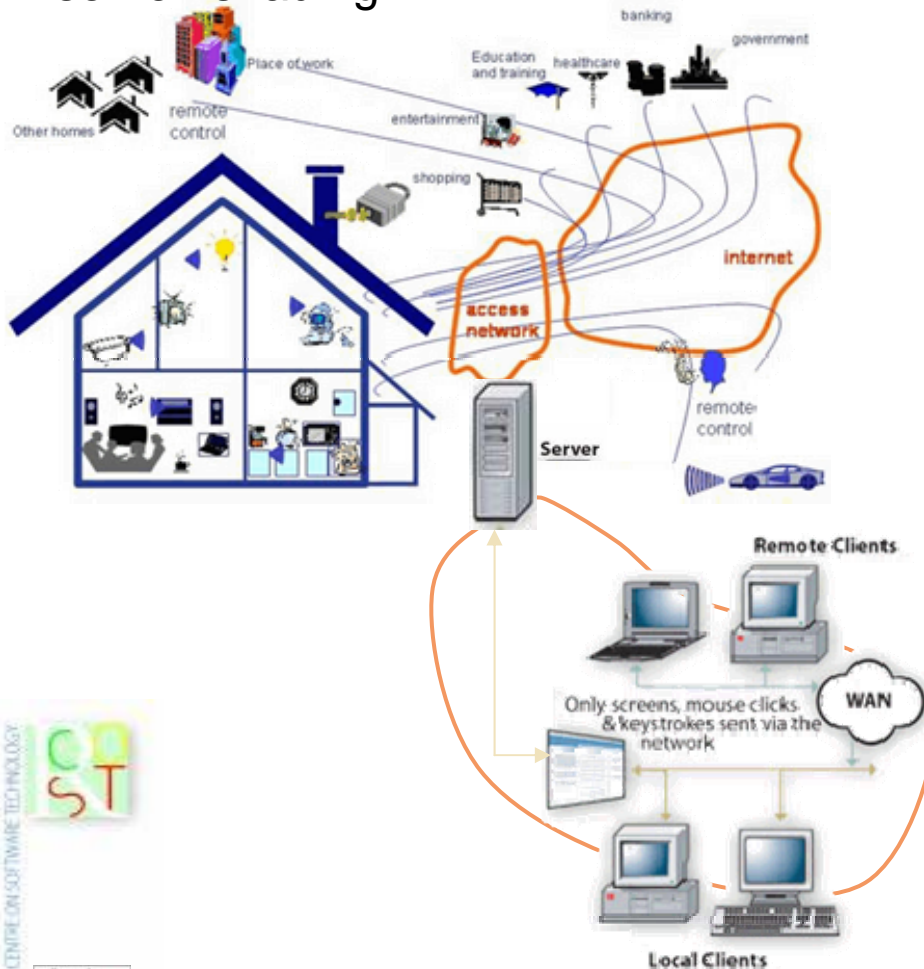 banking
government
Education
and training
healthcare
Place of work
Other homes
remote
control
entertainment
shopping
internet
access
network
remote
control
Server
Remote Clients
WAN
Only screens, mouse clicks
& keystrokes sent via the
network
Local Clients
C
ST
CENTRE ON SOFTWARE TECHNOLOGY